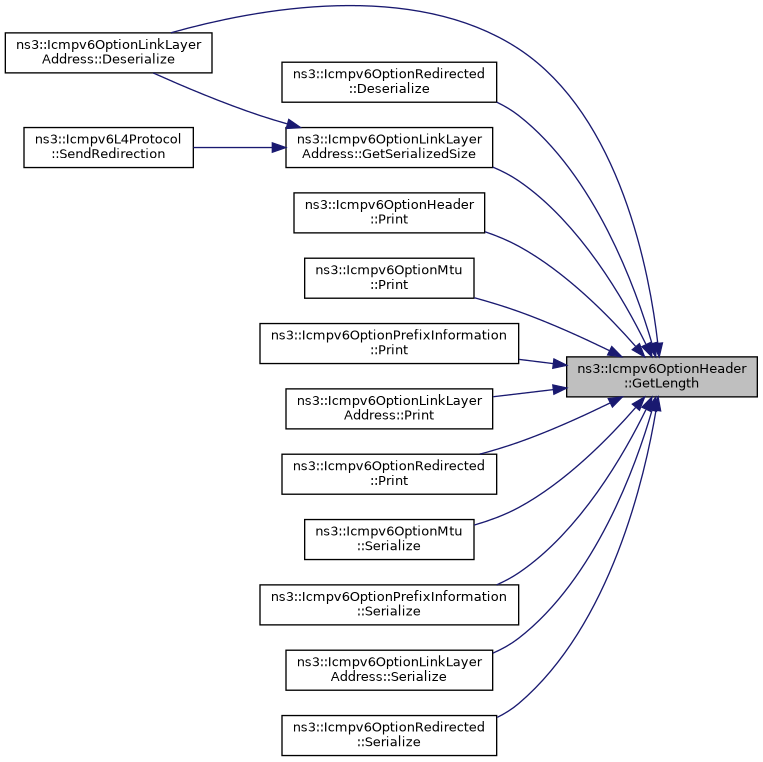 ns3::Icmpv6OptionLinkLayer
Address::Deserialize
ns3::Icmpv6OptionRedirected
::Deserialize
ns3::Icmpv6L4Protocol
::SendRedirection
ns3::Icmpv6OptionLinkLayer
Address::GetSerializedSize
ns3::Icmpv6OptionHeader
::Print
ns3::Icmpv6OptionMtu
::Print
ns3::Icmpv6OptionPrefixInformation
::Print
ns3::Icmpv6OptionHeader
::GetLength
ns3::Icmpv6OptionLinkLayer
Address::Print
ns3::Icmpv6OptionRedirected
::Print
ns3::Icmpv6OptionMtu
::Serialize
ns3::Icmpv6OptionPrefixInformation
::Serialize
ns3::Icmpv6OptionLinkLayer
Address::Serialize
ns3::Icmpv6OptionRedirected
::Serialize